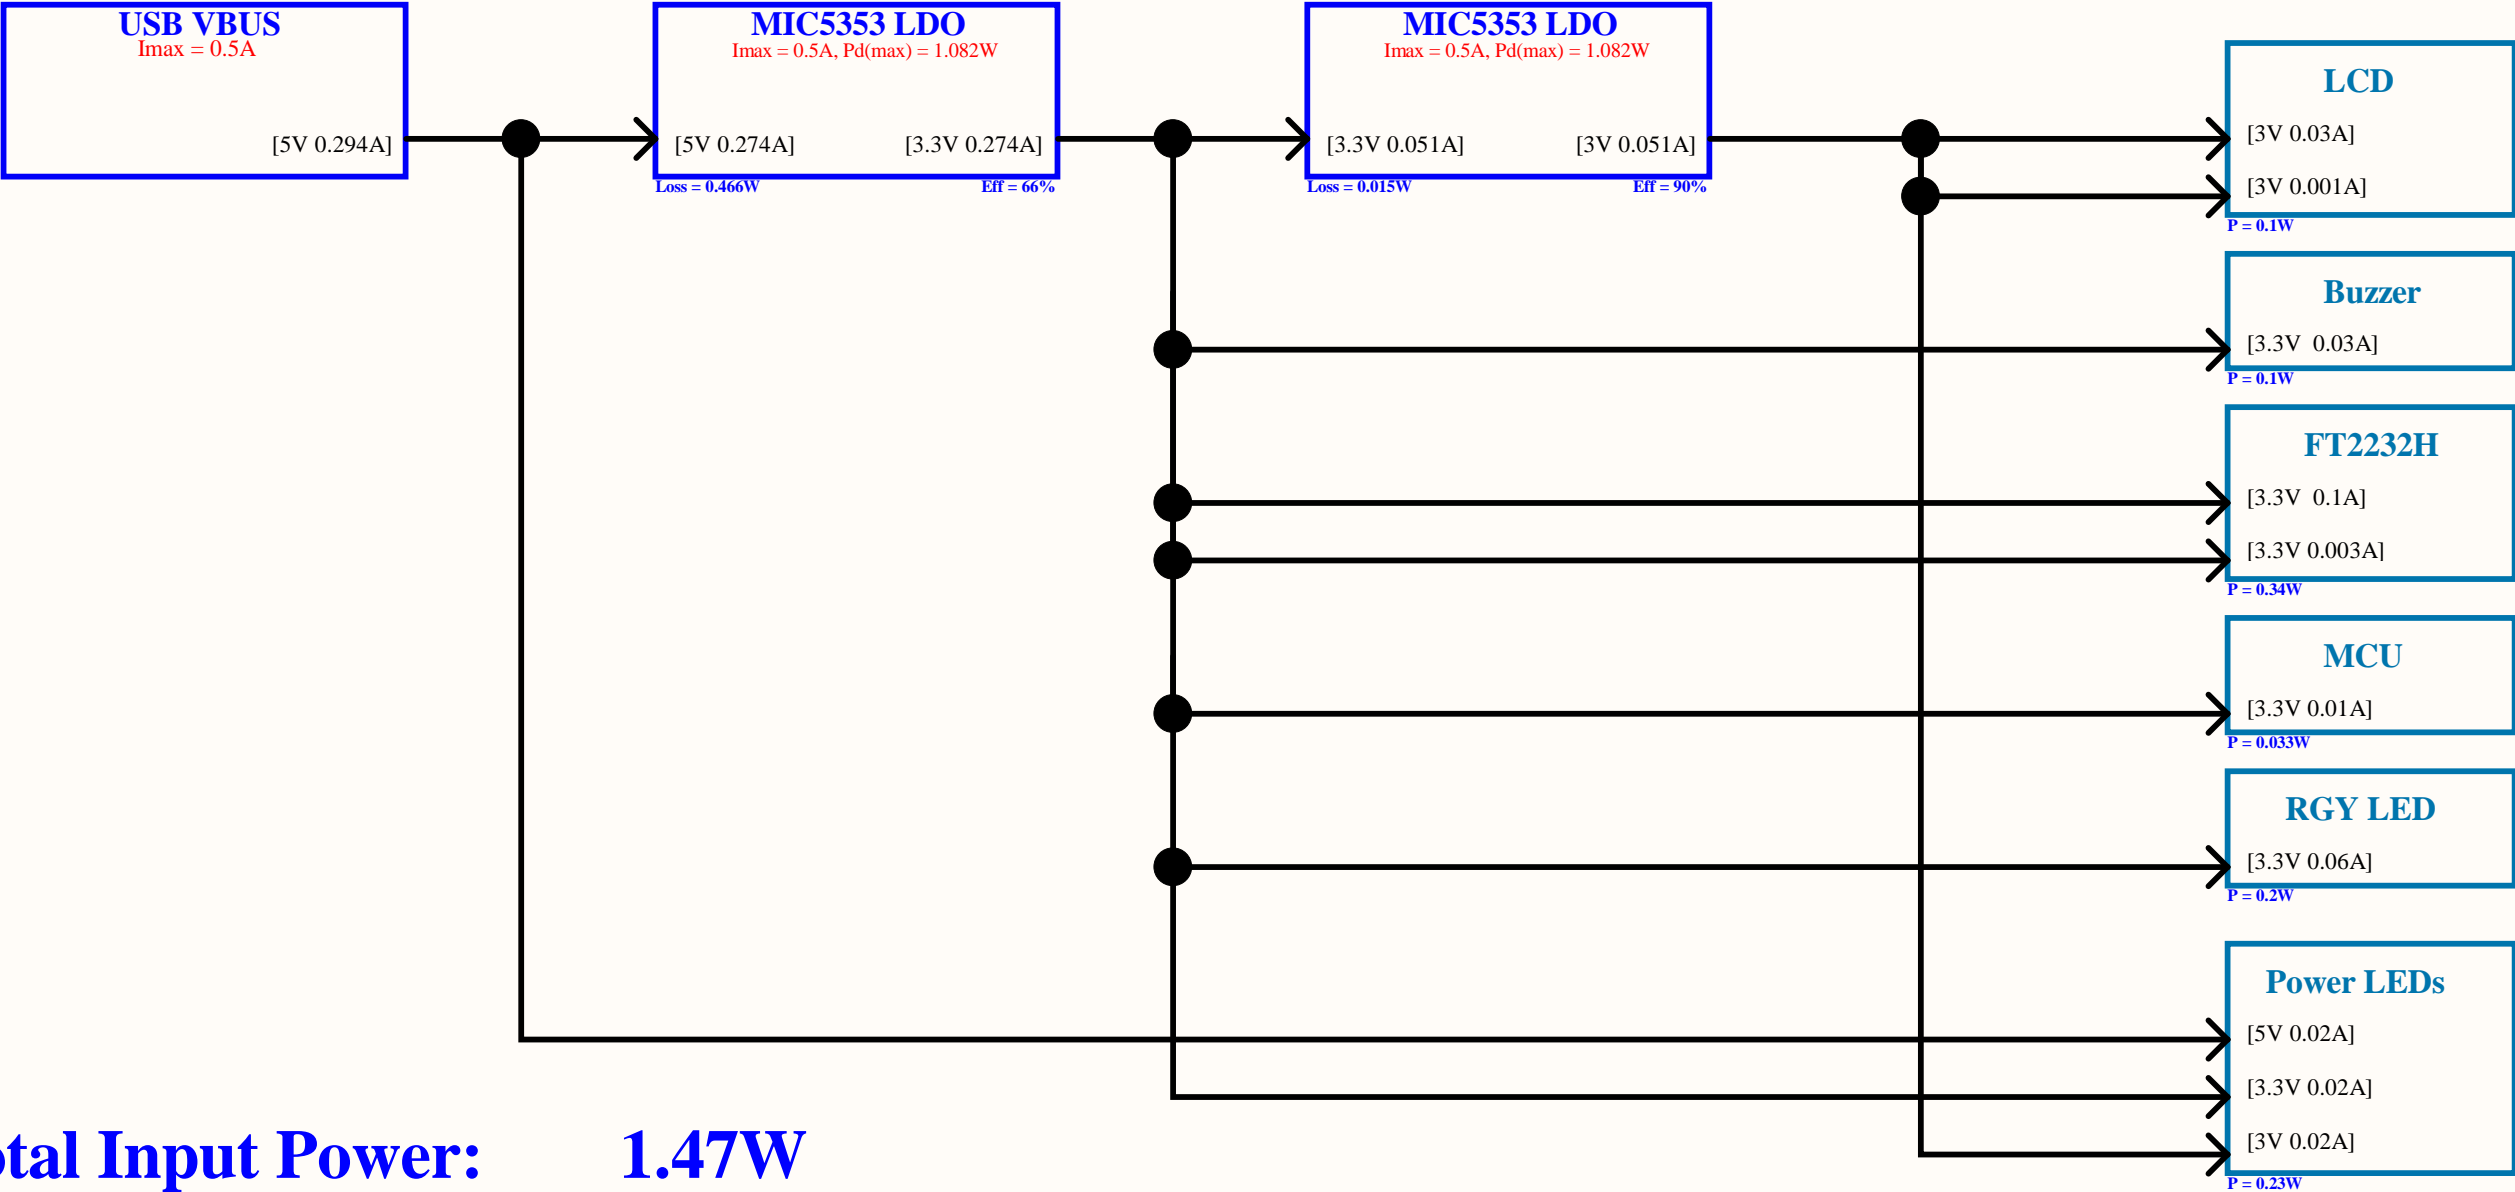 USB VBUS
Imax = 0.5A
[5V 0.294A]
MIC5353 LDO
Imax = 0.5A, Pd(max) = 1.082W
[5V 0.274A]
[3.3V 0.274A]
Loss = 0.466W
Eff = 66%
MIC5353 LDO
Imax = 0.5A, Pd(max) = 1.082W
[3.3V 0.051A]
[3V 0.051A]
Loss = 0.015W
Eff = 90%
LCD
[3V 0.03A]
[3V 0.001A]
P = 0.1W
Buzzer
[3.3V  0.03A]
P = 0.1W
FT2232H
[3.3V  0.1A]
[3.3V 0.003A]
P = 0.34W
MCU
[3.3V 0.01A]
P = 0.033W
RGY LED
[3.3V 0.06A]
P = 0.2W
Power LEDs
[5V 0.02A]
[3.3V 0.02A]
[3V 0.02A]
P = 0.23W
otal Input Power: 1.47W